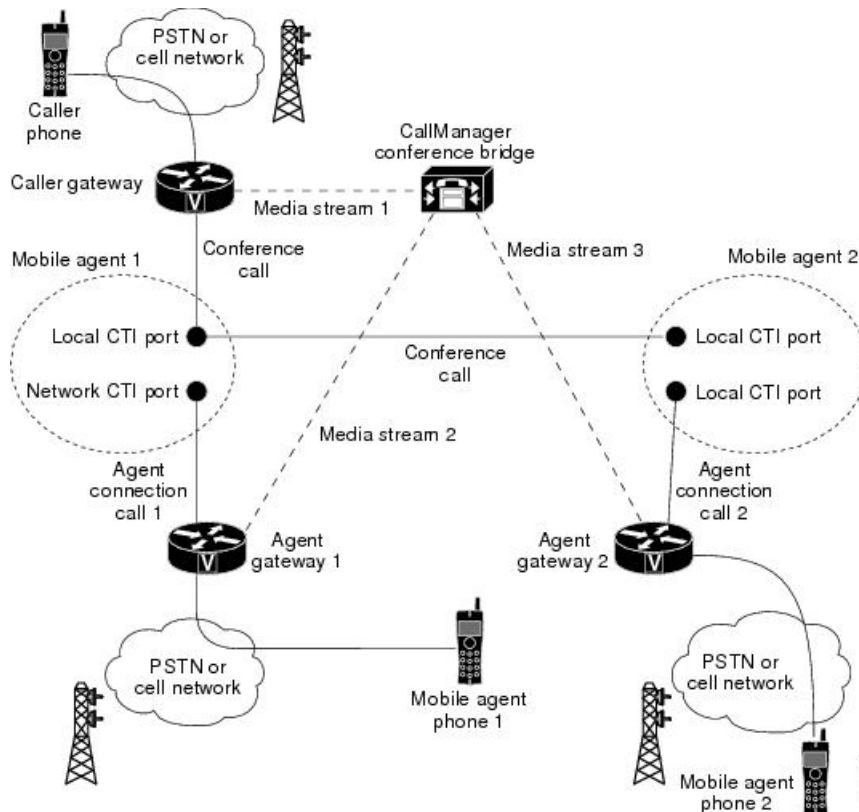 PSTN or
cell network
Caller
phone
CallManager
conference bridge
Caller gateway
V
Media stream 1
Conference
call
Media stream 3
Mobile agent 1
Mobile agent 2
Local CTI port
Local CTI port
Conference
call
Network CTI port
Local CTI port
Media stream 2
Agent
connection
call 1
Agent
connection
call 2
Agent
gateway 1
V
Agent
gateway 2
V
PSTN or
cell network
Mobile agent
phone 1
PSTN or
cell network
Mobile agent
phone 2